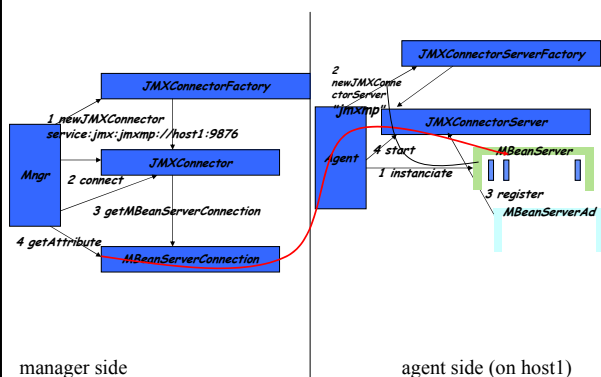 JMXConnectorFactory
1 newJMXConnector
service:jmx:jmxmp://host1:9876
Mngr
JMXConnector
2 connect
3 getMBeanServerConnection
4 getAttribute
MBeanServerConnection
manager side
JMXConnectorServerFactory
2
newJMXConne
ctorServer
"jmxmp"
JMXConnectorServer
Agent
4 start
MBeanServer
1 instanciate
3 register
MBeanServerAd
agent side (on host1)